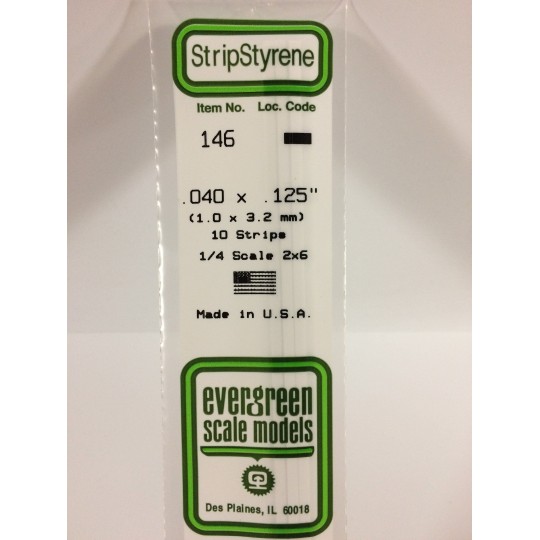 StripStyrene
Item No. Loc. Code
146
.040 x .125"
(1.0 x 3.2 mm)
10 Strips
1/4 Scale 2x6
Made in U.S.A.
evergreen
scale models
Des Plaines, IL 60018